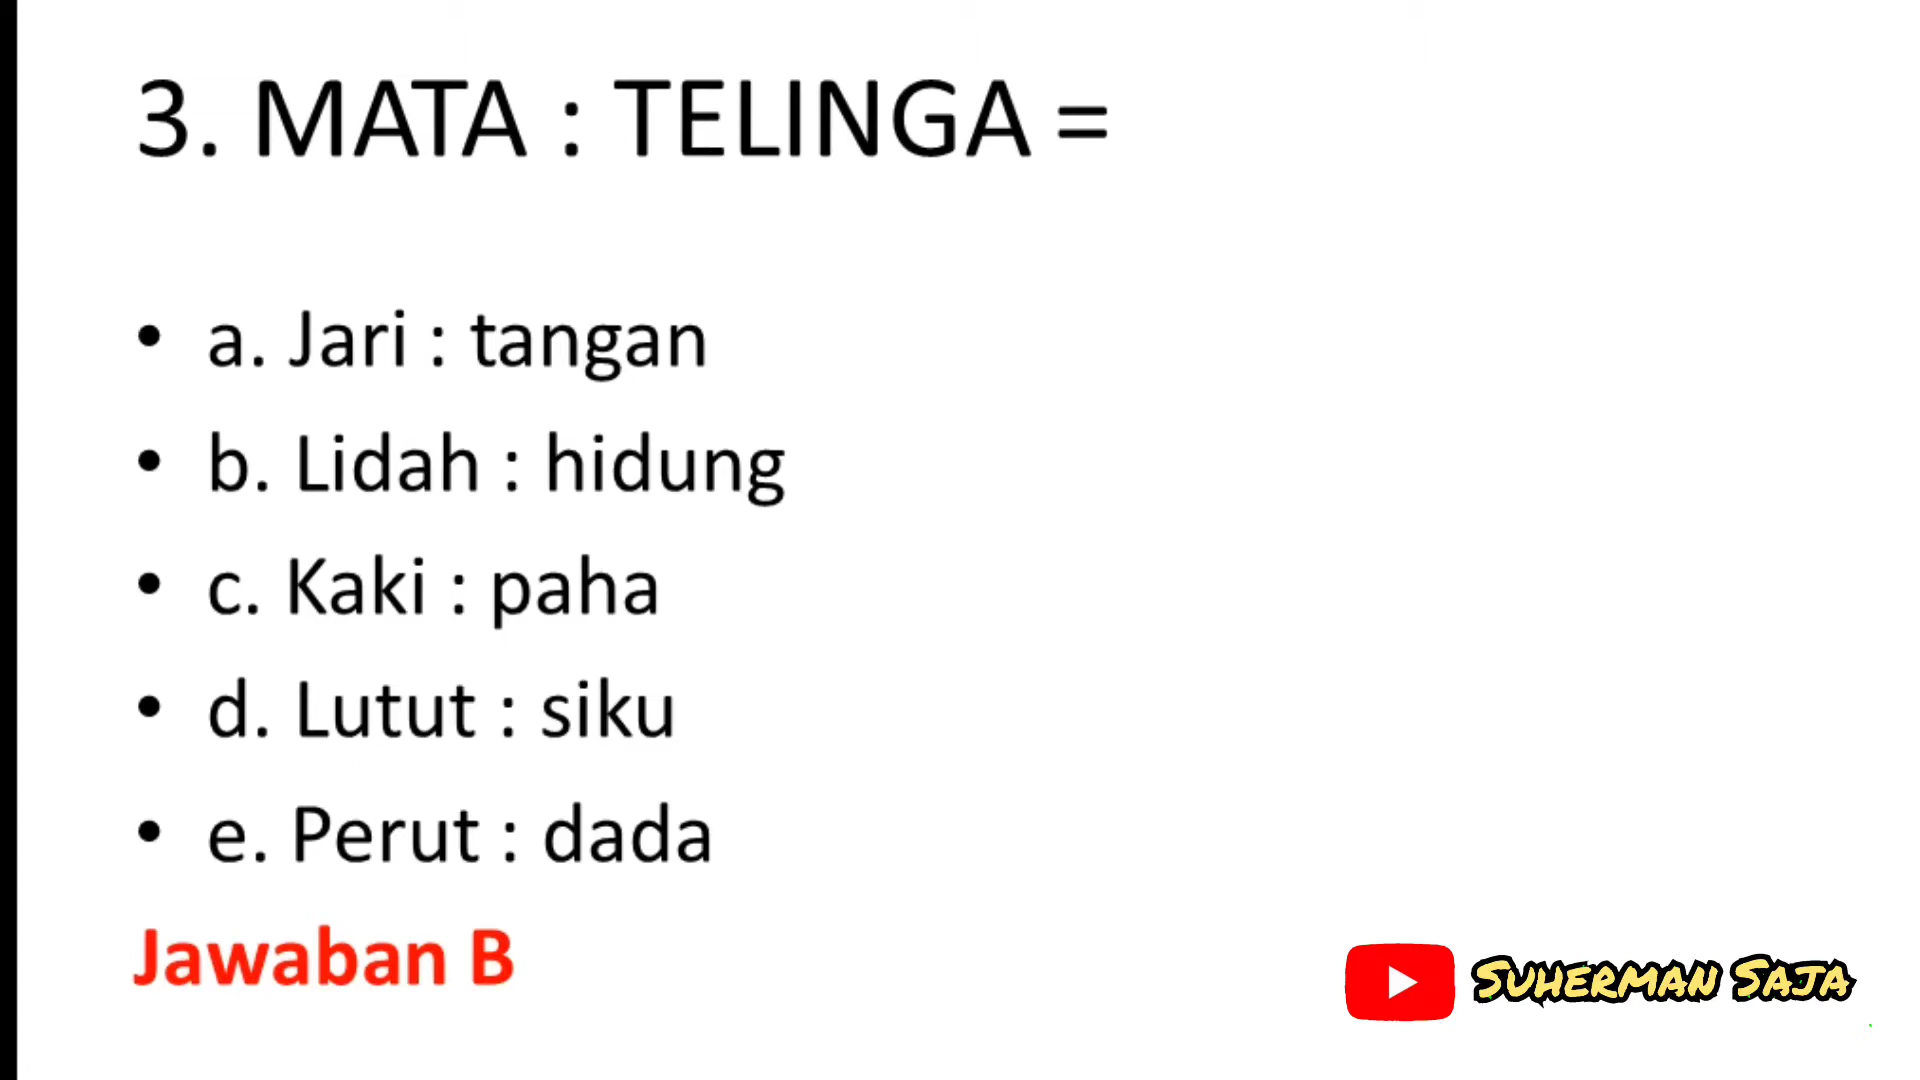 3. MATA : TELINGA =
• a. Jari : tangan
• b. Lidah : hidung
• c. Kaki : paha
• d. Lutut : siku
• e. Perut : dada
Jawaban B
SUHERMAN SAJA